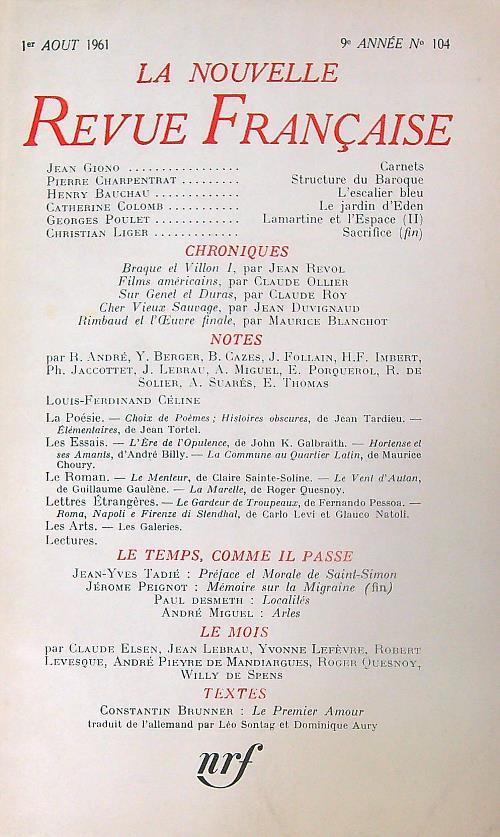 1er AOUT 1961 9e ANNÉE No 104
LA NOUVELLE
REVUE FRANÇAISE
JEAN GIONO ................. Carnets
PIERRE CHARPENTRAT ......... Structure du Baroque
HENRY BAUCHAU ............. L'escalier bleu
CATHERINE COLOMB ........... Le jardin d'Eden
GEORGES POULET ............. Lamartine et l'Espace (II)
CHRISTIAN LIGER ............. Sacrifice (fin)
CHRONIQUES
Braque et Villon I, par JEAN REVOL
Films américains, par CLAUDE OLLIER
Sur Genet et Duras, par CLAUDE ROY
Cher Vieux Sauvage, par JEAN DUVIGNAUD
Rimbaud et l'Œuvre finale, par MAURICE BLANCHOT
NOTES
par R. ANDRÉ, Y. BERGER, B. CAZES, J. FOLLAIN, H.F. IMBERT,
PH. JACCOTTET, J. LEBRAU, A. MIGUEL, E. PORQUEROL, R. DE
SOLIER, A. SUARÈS, E. THOMAS
LOUIS-FERDINAND CÉLINE
La Poésie. — Choix de Poèmes ; Histoires obscures, de Jean Tardieu. —
Élémentaires, de Jean Tortel.
Les Essais. — L'Ère de l'Opulence, de John K. Galbraith. — Hortense et
ses Amants, d'André Billy. — La Commune au Quartier Latin, de Maurice
Choury.
Le Roman. — Le Menteur, de Claire Sainte-Soline. — Le Vent d'Autan,
de Guillaume Gaulène. — La Marelle, de Roger Quesnoy.
Lettres Étrangères. — Le Gardeur de Troupeaux, de Fernando Pessoa. —
Roma, Napoli e Firenze di Stendhal, de Carlo Levi et Glauco Natoli.
Les Arts. — Les Galeries.
Lectures.
LE TEMPS, COMME IL PASSE
JEAN-YVES TADIÉ : Préface et Morale de Saint-Simon
JÉROME PEIGNOT : Mémoire sur la Migraine (fin)
PAUL DESMETH : Localités
ANDRÉ MIGUEL : Arles
LE MOIS
par CLAUDE ELSEN, JEAN LEBRAU, YVONNE LEFÈVRE, ROBERT
LEVESQUE, ANDRÉ PIEYRE DE MANDIARGUES, ROGER QUESNOY,
WILLY DE SPENS
TEXTES
CONSTANTIN BRUNNER : Le Premier Amour
traduit de l'allemand par Léo Sontag et Dominique Aury
nrf